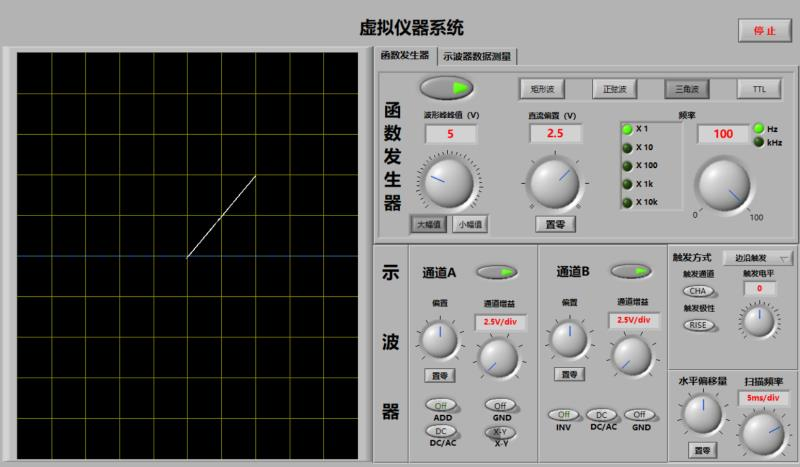 虚拟仪器系统
停止
函数发生器
示波器数据测量
函数发生器
矩形波
正弦波
三角波
TTL
波形峰峰值（V）
直流偏置（V）
频率
5
2.5
100
X 1
X 10
X 100
X 1k
X 10k
Hz
kHz
0
100
大幅值
小幅值
置零
示波器
通道A
偏置
通道增益
2.5V/div
置零
Off
ADD
Off
GND
DC
DC/AC
X-Y
X-Y
通道B
偏置
通道增益
2.5V/div
置零
Off
INV
DC
DC/AC
Off
GND
触发方式
边沿触发
触发通道
触发电平
CHA
0
触发极性
RISE
水平偏移量
扫描频率
5ms/div
置零